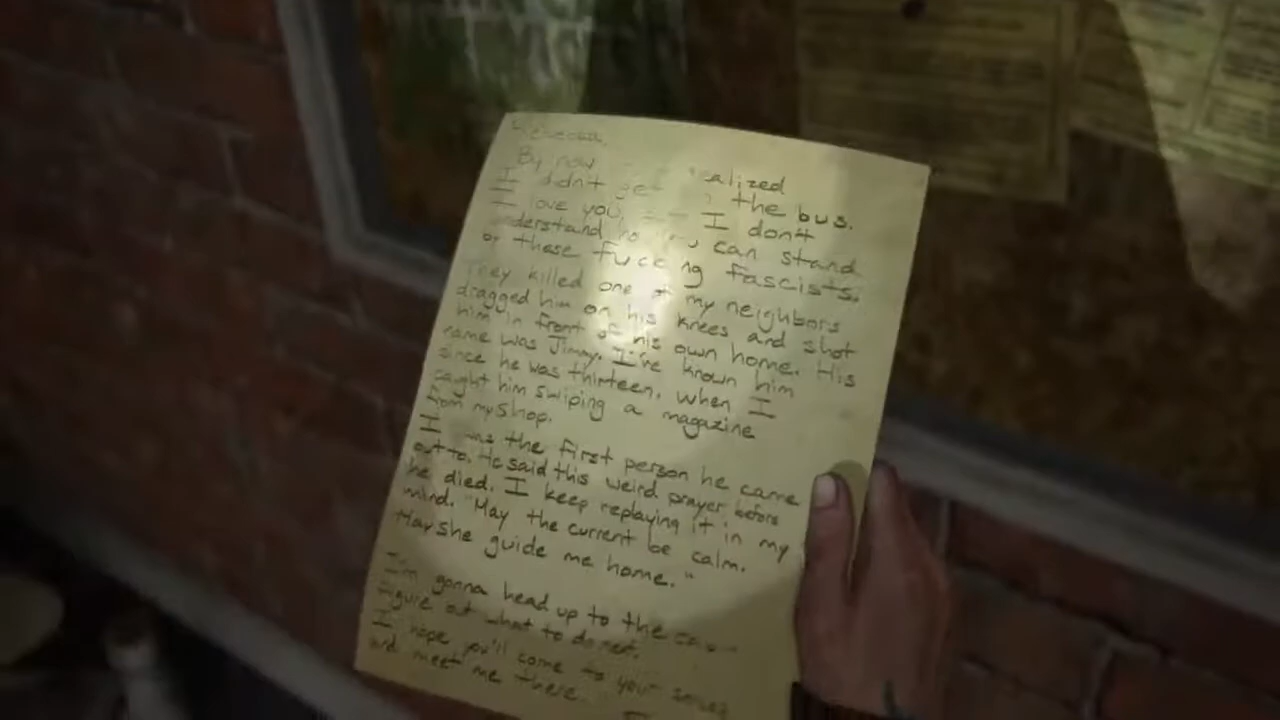 Rebecca,
By now realized
I didn't get the bus.
I love you, I don't
understand how you can stand
by these fucking fascists.
They killed one of my neighbors
dragged him on his knees and shot
him in front of his own home. His
name was Jimmy. I've known him
since he was thirteen, when I
caught him swiping a magazine
from my shop.
I was the first person he came
out to. He said this weird prayer before
he died. I keep replaying it in my
mind. "May the current be calm.
May she guide me home."
I'm gonna head up to the
figure out what to do next.
I hope you'll come to your senses
and meet me there.